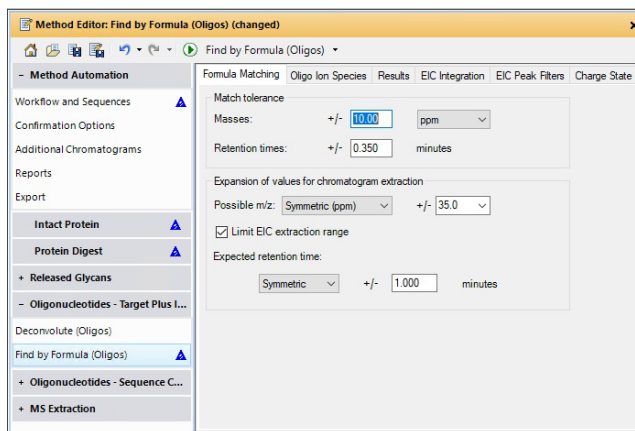 Method Editor: Find by Formula (Oligos) (changed)
Find by Formula (Oligos)
− Method Automation
Workflow and Sequences
Confirmation Options
Additional Chromatograms
Reports
Export
Intact Protein
Protein Digest
+ Released Glycans
− Oligonucleotides - Target Plus I...
Deconvolute (Oligos)
Find by Formula (Oligos)
+ Oligonucleotides - Sequence C...
+ MS Extraction
Formula Matching Oligo Ion Species Results EIC Integration EIC Peak Filters Charge State
Match tolerance
Masses: +/- 10.00 ppm
Retention times: +/- 0.350 minutes
Expansion of values for chromatogram extraction
Possible m/z: Symmetric (ppm) +/- 35.0
Limit EIC extraction range
Expected retention time:
Symmetric +/- 1.000 minutes